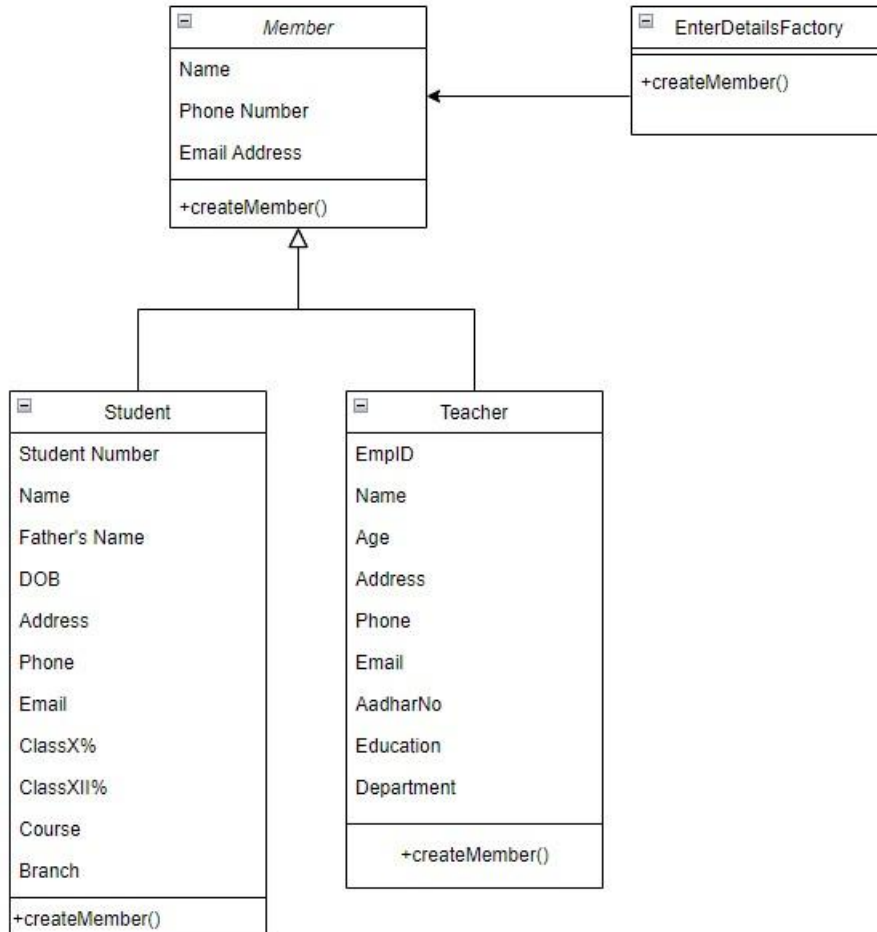 Member
Name
Phone Number
Email Address
+createMember()
EnterDetailsFactory
+createMember()
Student
Student Number
Name
Father's Name
DOB
Address
Phone
Email
ClassX%
ClassXII%
Course
Branch
+createMember()
Teacher
EmpID
Name
Age
Address
Phone
Email
AadharNo
Education
Department
+createMember()